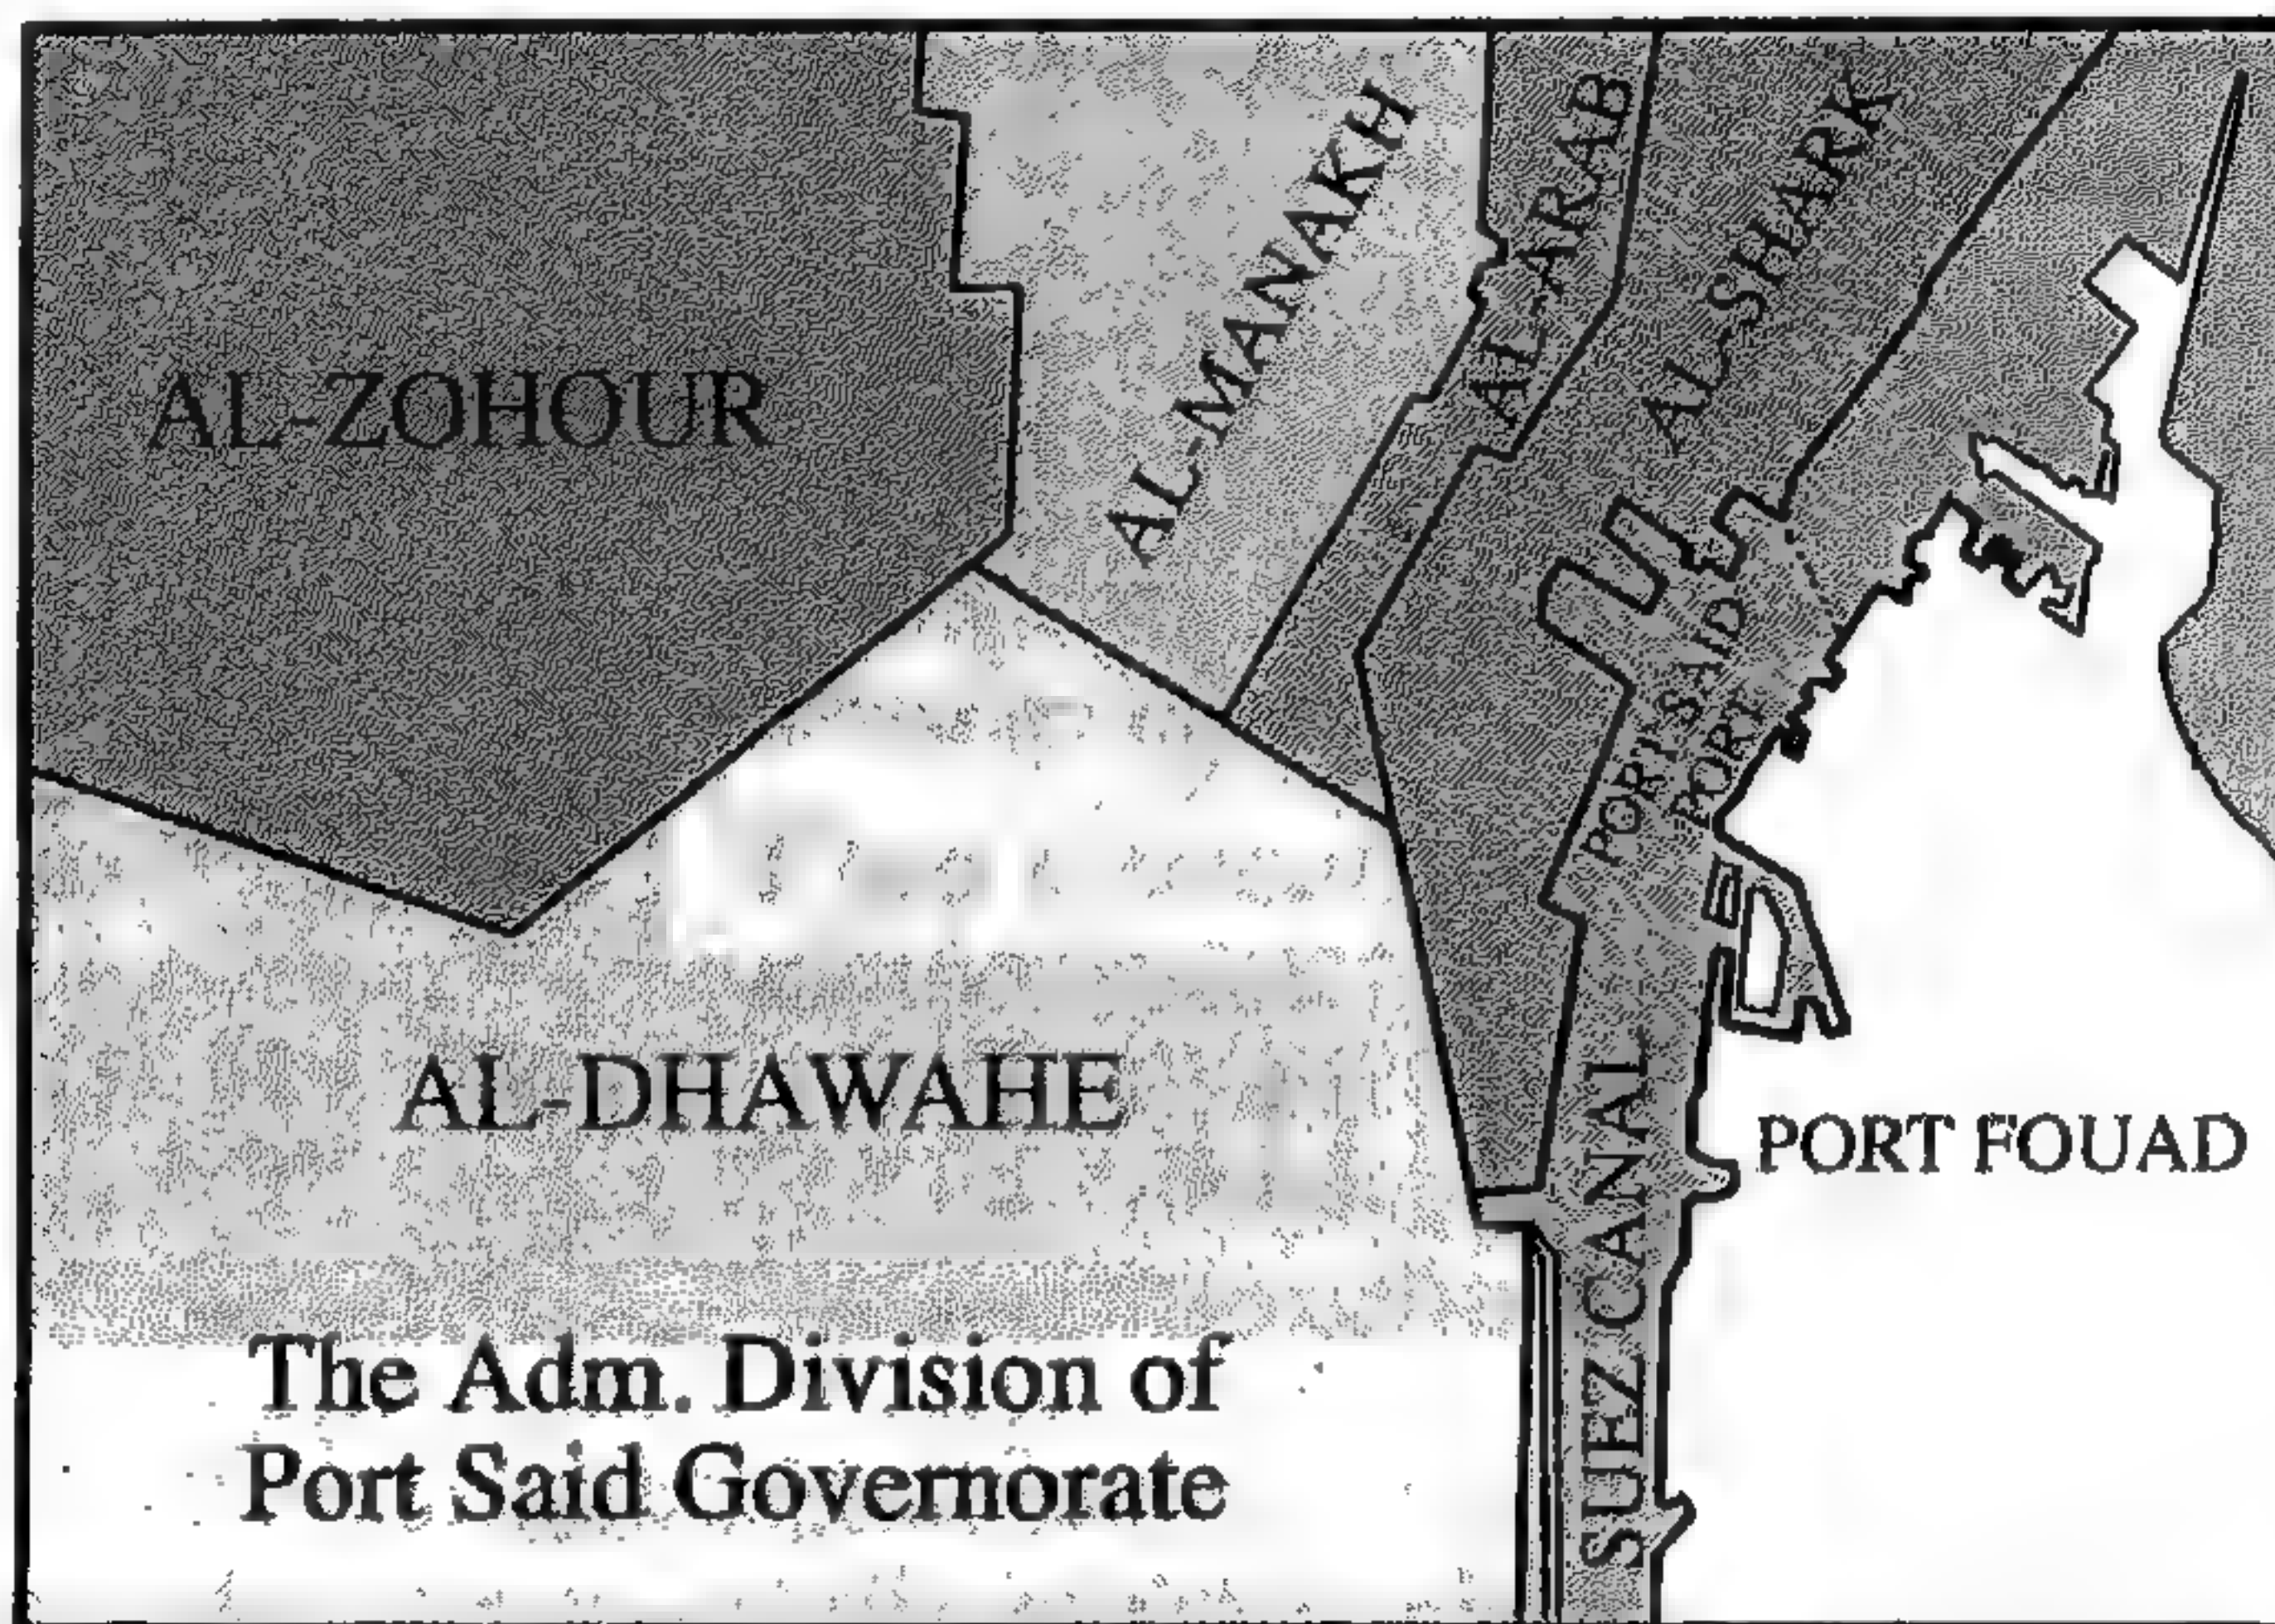 AL-ZOHOUR
AL-MANAKH
AL-ARAB
AL-SHARK
PORT SAID
PORT
AL-DHAWAHE
SUEZ CANAL
PORT FOUAD
The Adm. Division of
Port Said Governorate